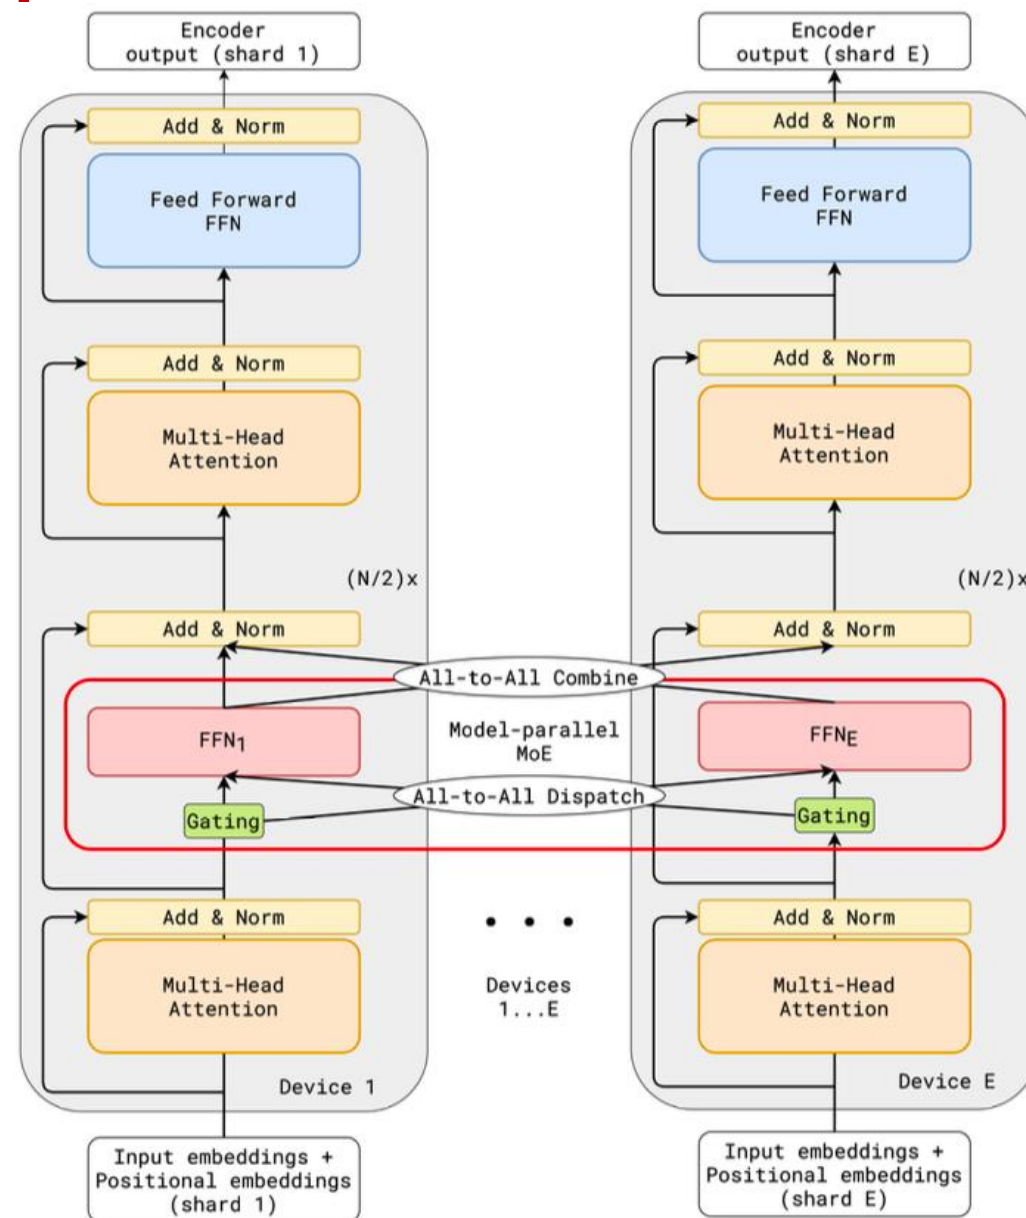 Encoder
output (shard 1)
Add & Norm
Feed Forward
FFN
Add & Norm
Multi-Head
Attention
(N/2)x
Add & Norm
FFN1
Gating
Add & Norm
Multi-Head
Attention
Device 1
Input embeddings +
Positional embeddings
(shard 1)
All-to-All Combine
Model-parallel
MoE
All-to-All Dispatch
Devices
1...E
Encoder
output (shard E)
Add & Norm
Feed Forward
FFN
Add & Norm
Multi-Head
Attention
(N/2)x
Add & Norm
FFNE
Gating
Add & Norm
Multi-Head
Attention
Device E
Input embeddings +
Positional embeddings
(shard E)